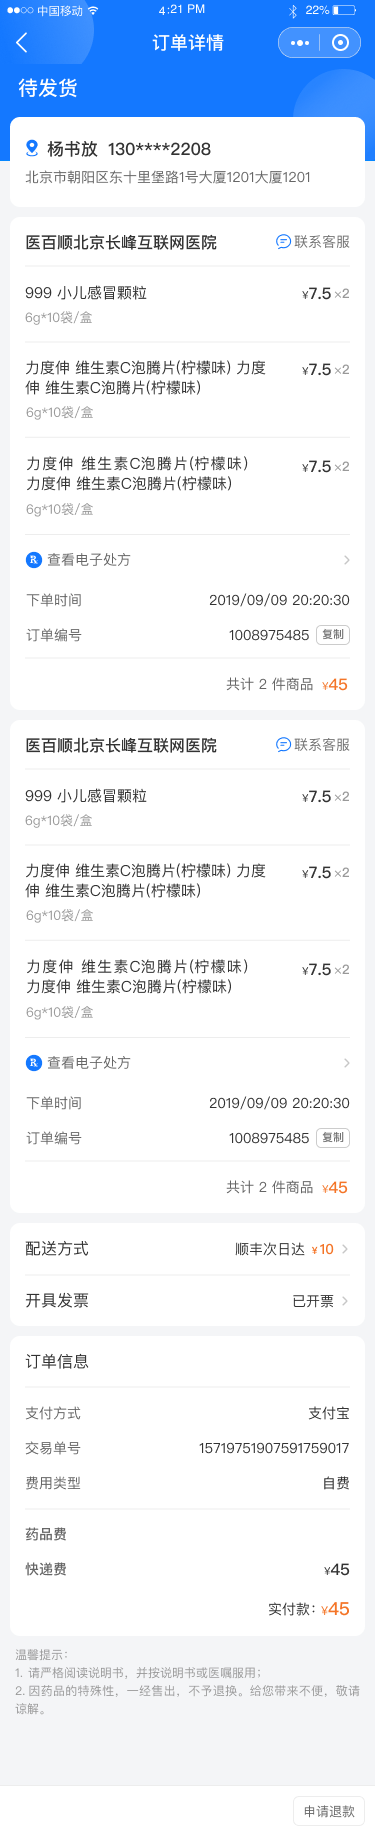 中国移动 4:21 PM 22%
订单详情
待发货
杨书放 130****2208
北京市朝阳区东十里堡路1号大厦1201大厦1201
医百顺北京长峰互联网医院 联系客服
999 小儿感冒颗粒 ¥7.5 ×2
6g*10袋/盒
力度伸 维生素C泡腾片(柠檬味) 力度 ¥7.5 ×2
伸 维生素C泡腾片(柠檬味)
6g*10袋/盒
力度伸 维生素C泡腾片(柠檬味) ¥7.5 ×2
力度伸 维生素C泡腾片(柠檬味)
6g*10袋/盒
R 查看电子处方
下单时间 2019/09/09 20:20:30
订单编号 1008975485 复制
共计 2 件商品 ¥45
医百顺北京长峰互联网医院 联系客服
999 小儿感冒颗粒 ¥7.5 ×2
6g*10袋/盒
力度伸 维生素C泡腾片(柠檬味) 力度 ¥7.5 ×2
伸 维生素C泡腾片(柠檬味)
6g*10袋/盒
力度伸 维生素C泡腾片(柠檬味) ¥7.5 ×2
力度伸 维生素C泡腾片(柠檬味)
6g*10袋/盒
R 查看电子处方
下单时间 2019/09/09 20:20:30
订单编号 1008975485 复制
共计 2 件商品 ¥45
配送方式 顺丰次日达 ¥10
开具发票 已开票
订单信息
支付方式 支付宝
交易单号 15719751907591759017
费用类型 自费
药品费
快递费 ¥45
实付款：¥45
温馨提示：
1. 请严格阅读说明书，并按说明书或医嘱服用；
2. 因药品的特殊性，一经售出，不予退换。给您带来不便，敬请
谅解。
申请退款